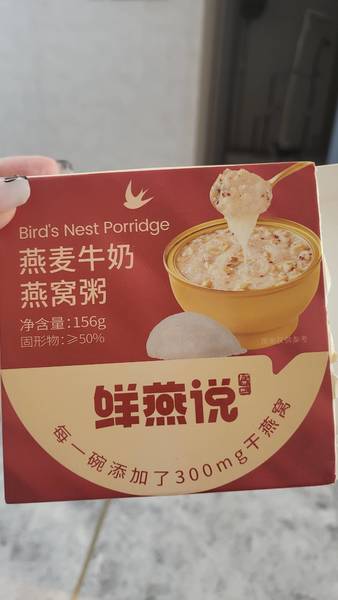 Bird's Nest Porridge
燕麦牛奶
燕窝粥
净含量:156g
固形物:≥50%
鲜燕说
每一碗添加了300mg干燕窝